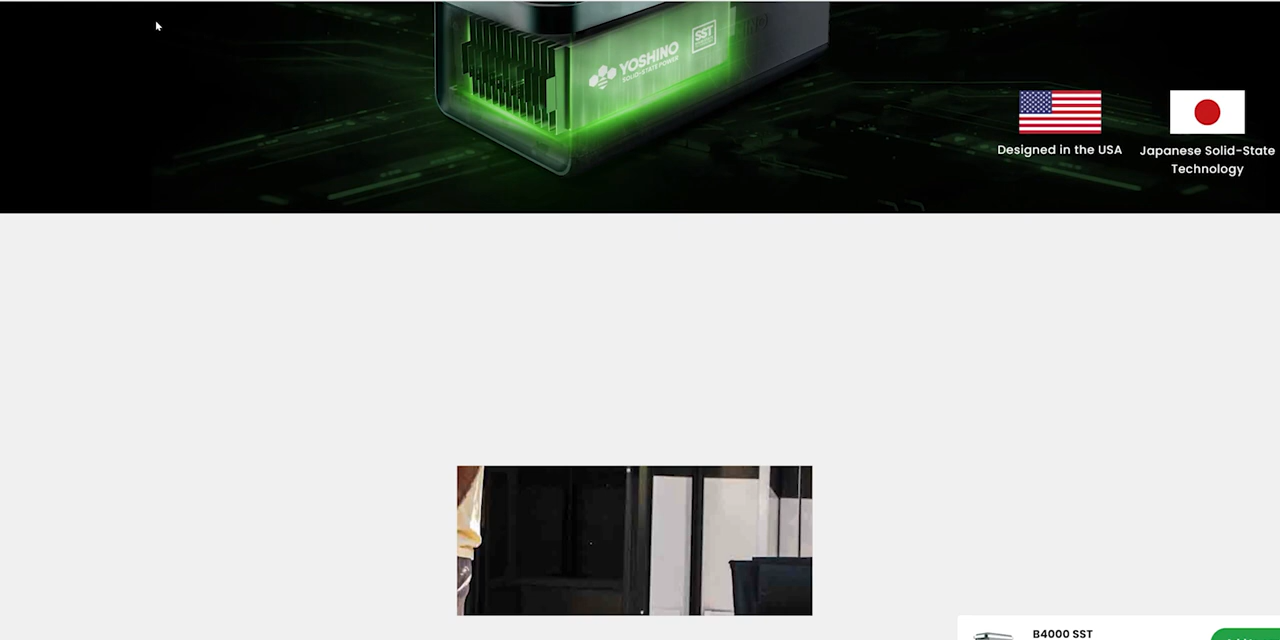 YOSHINO
SOLID-STATE POWER
SST
Designed in the USA
Japanese Solid-State
Technology
B4000 SST